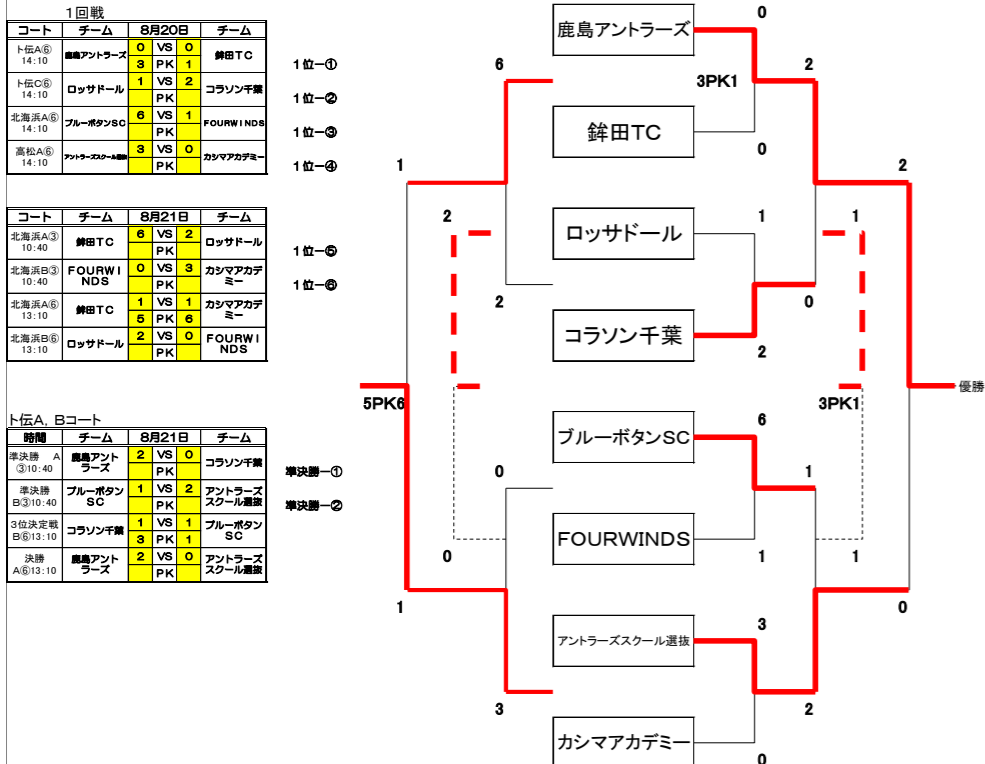 1回戦
コート チーム 8月20日 チーム
ト伝A⑥ 14:10 鹿島アントラーズ 0 VS 0 鉾田TC
3 PK 1
ト伝C⑥ 14:10 ロッサドール 1 VS 2 コラソン千葉
PK
北海浜A⑥ 14:10 ブルーボタンSC 6 VS 1 FOURWINDS
PK
高松A⑥ 14:10 アントラーズスクール選抜 3 VS 0 カシマアカデミー
PK
1位ー①
1位ー②
1位ー③
1位ー④
コート チーム 8月21日 チーム
北海浜A③ 10:40 鉾田TC 6 VS 2 ロッサドール
PK
北海浜B③ 10:40 FOURWINDS 0 VS 3 カシマアカデミー
PK
北海浜A⑥ 13:10 鉾田TC 1 VS 1 カシマアカデミー
5 PK 6
北海浜B⑥ 13:10 ロッサドール 2 VS 0 FOURWINDS
PK
1位ー⑤
1位ー⑥
ト伝A，Bコート
時間 チーム 8月21日 チーム
準決勝 A③10:40 鹿島アントラーズ 2 VS 0 コラソン千葉
PK
準決勝 B③10:40 ブルーボタンSC 1 VS 2 アントラーズスクール選抜
PK
3位決定戦 B⑥13:10 コラソン千葉 1 VS 1 ブルーボタンSC
3 PK 1
決勝 A⑥13:10 鹿島アントラーズ 2 VS 0 アントラーズスクール選抜
PK
準決勝ー①
準決勝ー②
0
鹿島アントラーズ
6
2
3PK1
鉾田TC
0
1
2
2
1
1
ロッサドール
2
0
コラソン千葉
2
5PK6
3PK1
優勝
6
ブルーボタンSC
0
1
FOURWINDS
0
1
1
1
0
3
アントラーズスクール選抜
3
2
カシマアカデミー
0